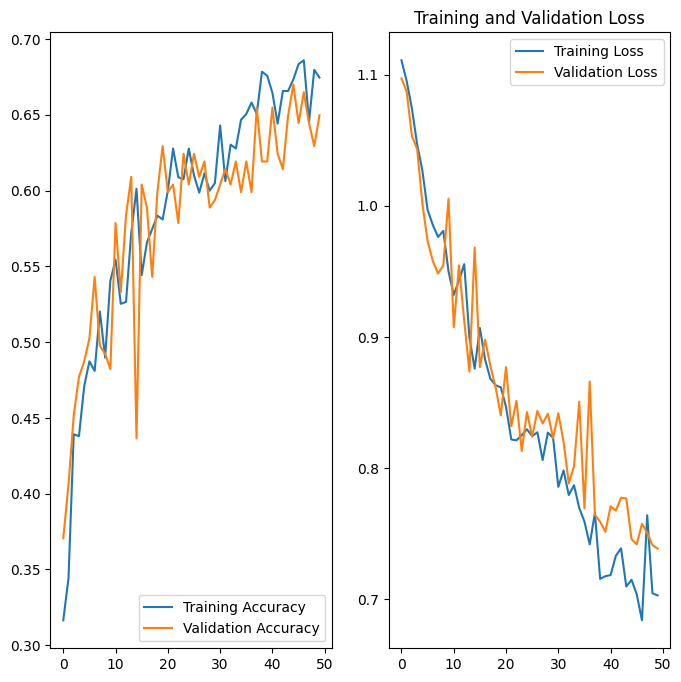 0.70
0.65
0.60
0.55
0.50
0.45
0.40
0.35
0.30
0 10 20 30 40 50
Training Accuracy
Validation Accuracy
Training and Validation Loss
Training Loss
Validation Loss
1.1
1.0
0.9
0.8
0.7
0 10 20 30 40 50